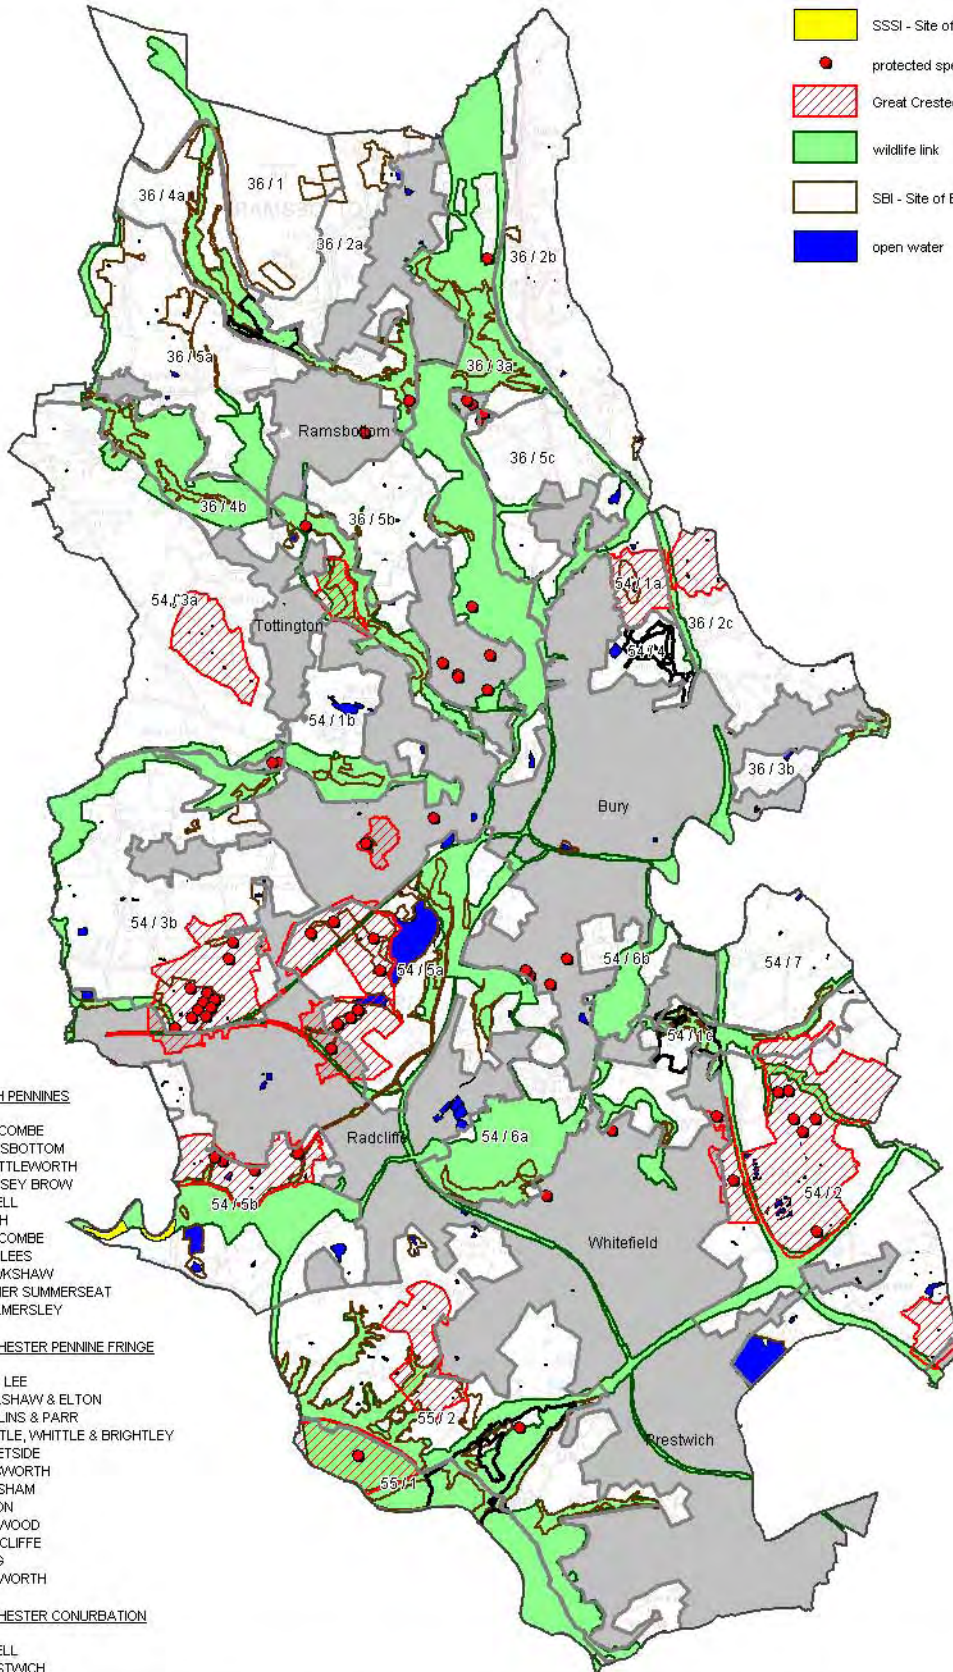 SSSI - Site of
protected spe
Great Creste
wildlife link
SBI - Site of B
open water
36 / 4a
36 / 1
36 / 2a
36 / 2b
36 / 5a
36 / 3a
Ramsbottom
36 / 5c
36 / 4b
36 / 5b
54 / 3a
54 / 1a
Tottington
36 / 2c
54 / 4
54 / 1b
36 / 3b
Bury
54 / 3b
54 / 6b
54 / 7
54 / 5a
54 / 1c
Radcliffe
54 / 6a
54 / 2
54 / 5b
Whitefield
55 / 2
Prestwich
55 / 1
H PENNINES
COMBE
SBOTTOM
TTLEWORTH
SEY BROW
ELL
H
COMBE
LEES
WKSHAW
ER SUMMERSEAT
LMERSLEY
HESTER PENNINE FRINGE
LEE
SHAW & ELTON
LINS & PARR
TLE, WHITTLE & BRIGHTLEY
ETSIDE
SWORTH
SHAM
ON
WOOD
CLIFFE
G
WORTH
HESTER CONURBATION
ELL
STWICH